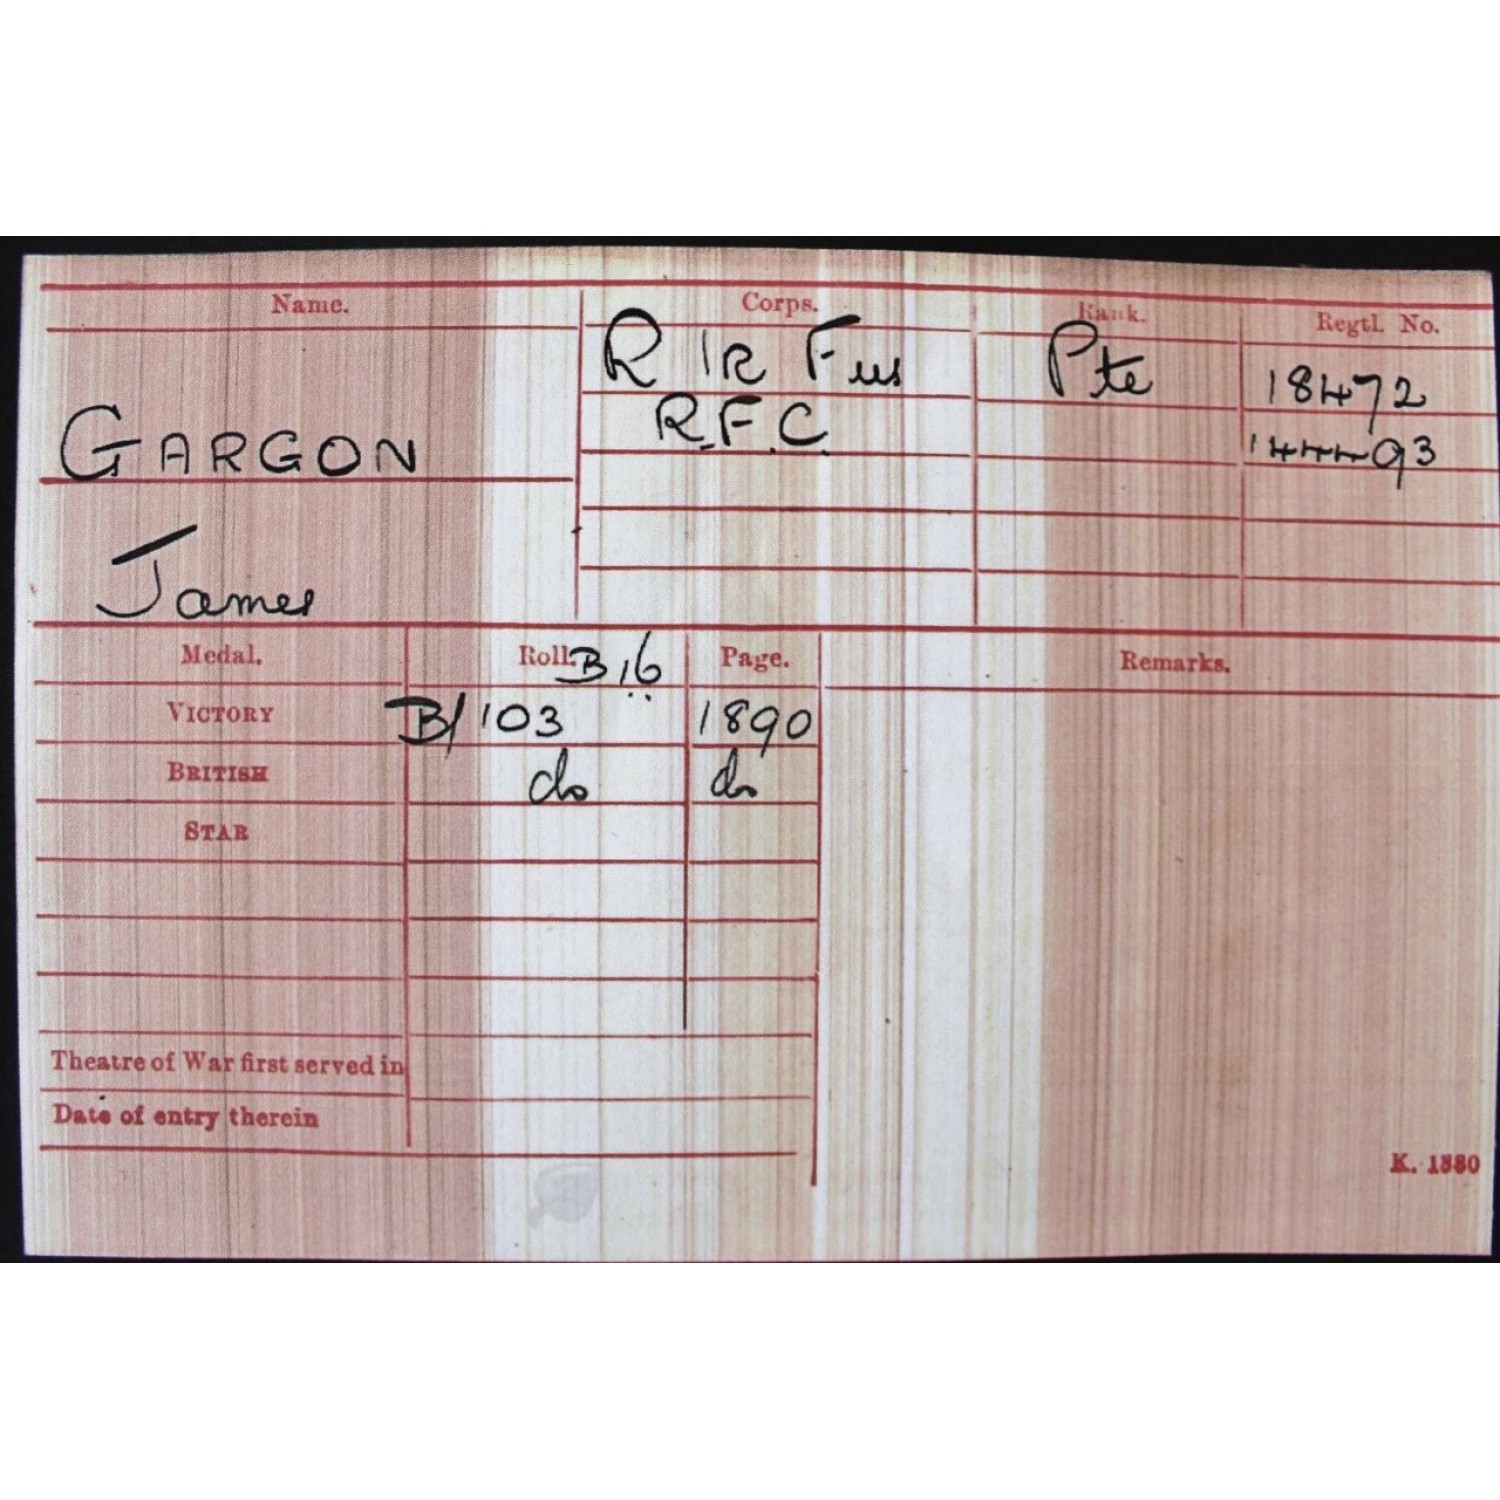 Name. Corps. Rank. Regtl. No.
R IR Fus Pte 18472
GARGON R.F.C. 144493
James
Medal. Roll. B16 Page. Remarks.
VICTORY B/103 1890
BRITISH do do
STAR
Theatre of War first served in
Date of entry therein
K. 1380